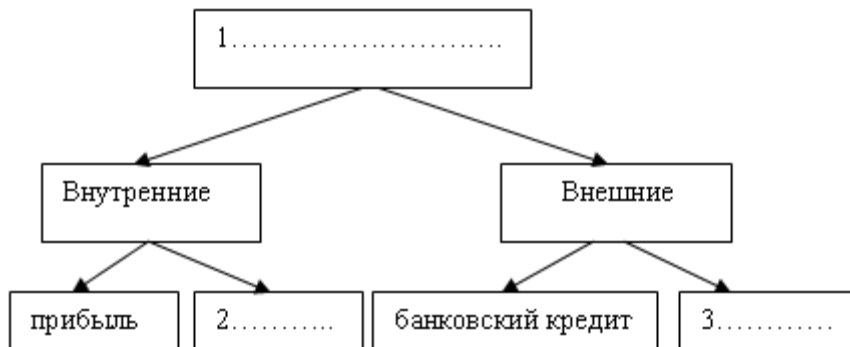 1…………………………….
Внутренние
Внешние
прибыль
2………..
банковский кредит
3…………